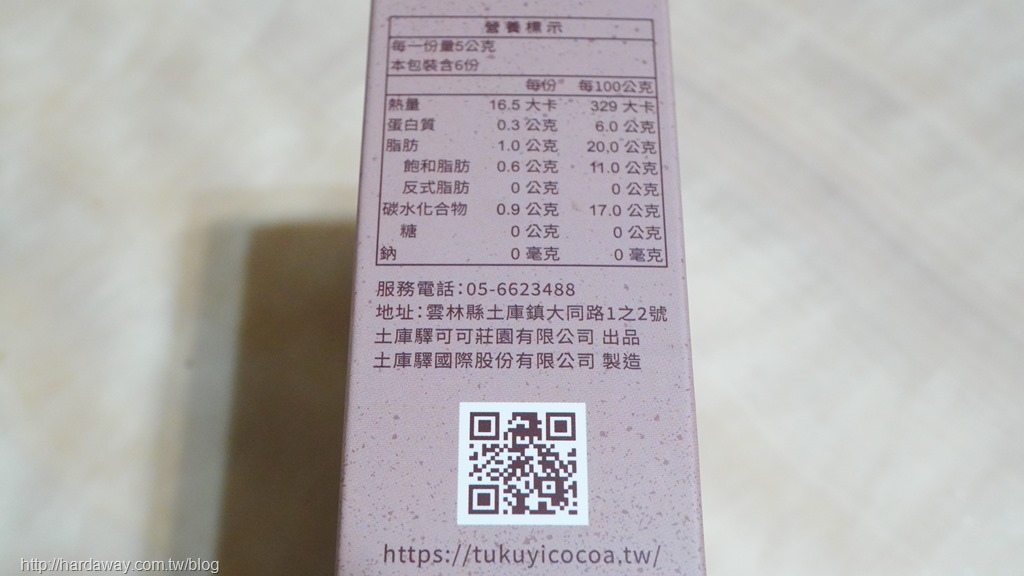 營養標示
每一份量5公克
本包裝含6份
每份 每100公克
熱量 16.5 大卡 329 大卡
蛋白質 0.3 公克 6.0 公克
脂肪 1.0 公克 20.0 公克
飽和脂肪 0.6 公克 11.0 公克
反式脂肪 0 公克 0 公克
碳水化合物 0.9 公克 17.0 公克
糖 0 公克 0 公克
鈉 0 毫克 0 毫克
服務電話:05-6623488
地址:雲林縣土庫鎮大同路1之2號
土庫驛可可莊園有限公司 出品
土庫驛國際股份有限公司 製造
https://tukuyicocoa.tw/
http://hardaway.com.tw/blog